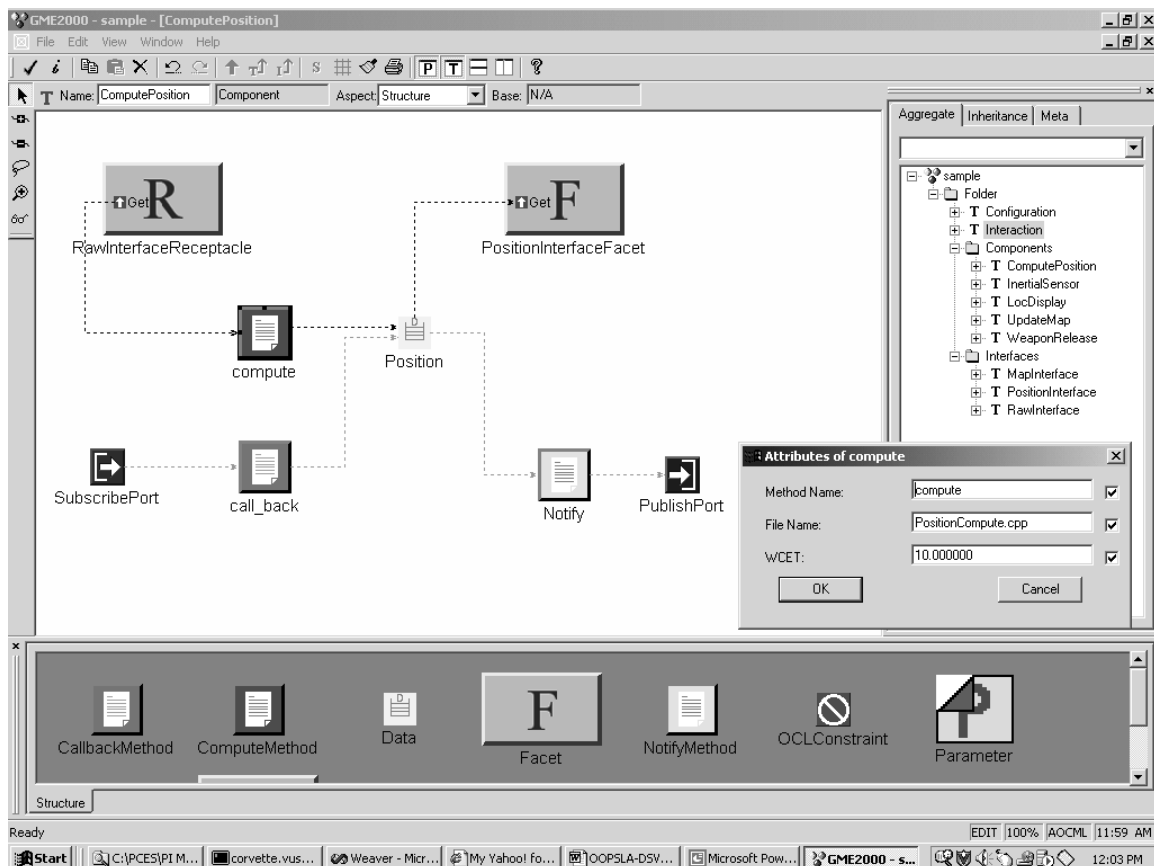 GME2000 - sample - [ComputePosition]
File Edit View Window Help
Name: ComputePosition Component Aspect: Structure Base: N/A
Aggregate Inheritance Meta
sample
Folder
T Configuration
T Interaction
Components
T ComputePosition
T InertialSensor
T LocDisplay
T UpdateMap
T WeaponRelease
Interfaces
T MapInterface
T PositionInterface
T RawInterface
Get R
RawInterfaceReceptacle
Get F
PositionInterfaceFacet
compute
D
Position
SubscribePort
call_back
Notify
PublishPort
Attributes of compute
Method Name: compute
File Name: PositionCompute.cpp
WCET: 10.000000
OK Cancel
CallbackMethod
ComputeMethod
D
Data
F
Facet
NotifyMethod
OCLConstraint
P
Parameter
Structure
Ready EDIT 100% AOCML 11:59 AM
Start C:\PCES\PI M... corvette.vus... Weaver - Micr... My Yahoo! fo... OOPSLA-DSV... Microsoft Pow... GME2000 - s... 12:03 PM